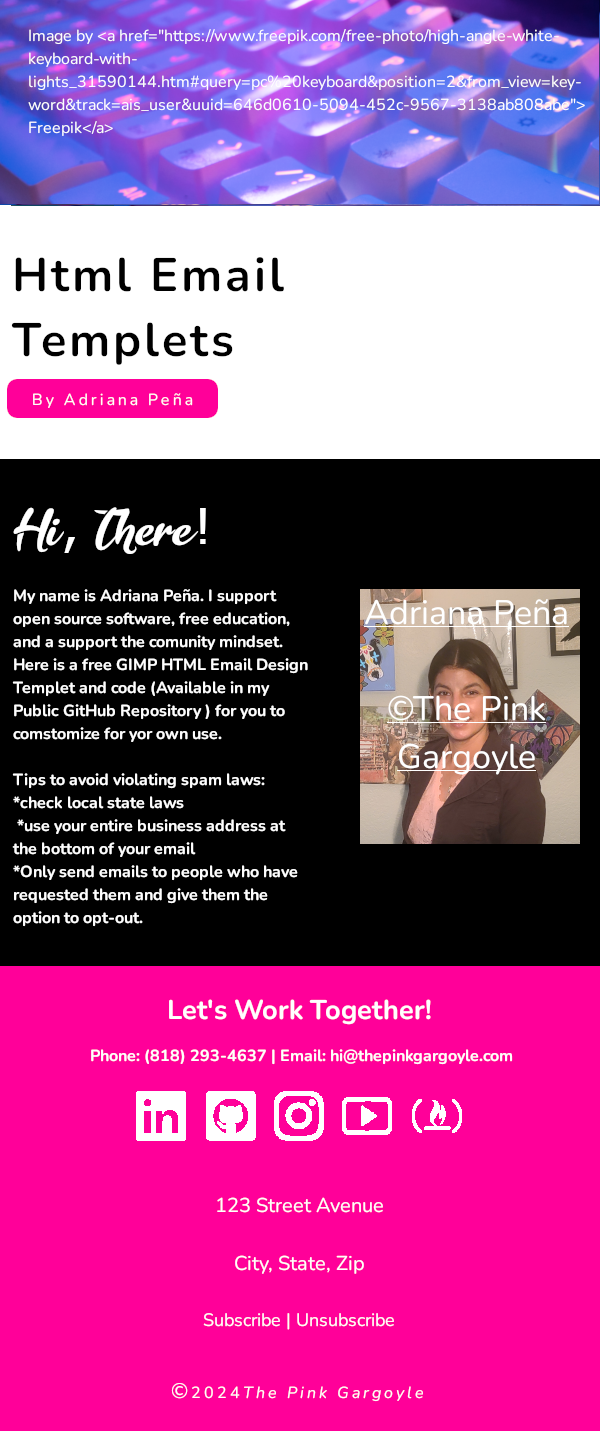 Image by <a href="https://www.freepik.com/free-photo/high-angle-white-
keyboard-with-
lights_31590144.htm#query=pc%20keyboard&position=2&from_view=key-
word&track=ais_user&uuid=646d0610-5094-452c-9567-3138ab808abe">
Freepik</a>
Html Email
Templets
By Adriana Peña
Hi, There!
My name is Adriana Peña. I support
open source software, free education,
and a support the comunity mindset.
Here is a free GIMP HTML Email Design
Templet and code (Available in my
Public GitHub Repository ) for you to
comstomize for yor own use.
Tips to avoid violating spam laws:
*check local state laws
*use your entire business address at
the bottom of your email
*Only send emails to people who have
requested them and give them the
option to opt-out.
Adriana Peña
©The Pink
Gargoyle
Let's Work Together!
Phone: (818) 293-4637 | Email: hi@thepinkgargoyle.com
in
123 Street Avenue
City, State, Zip
Subscribe | Unsubscribe
©2024The Pink Gargoyle